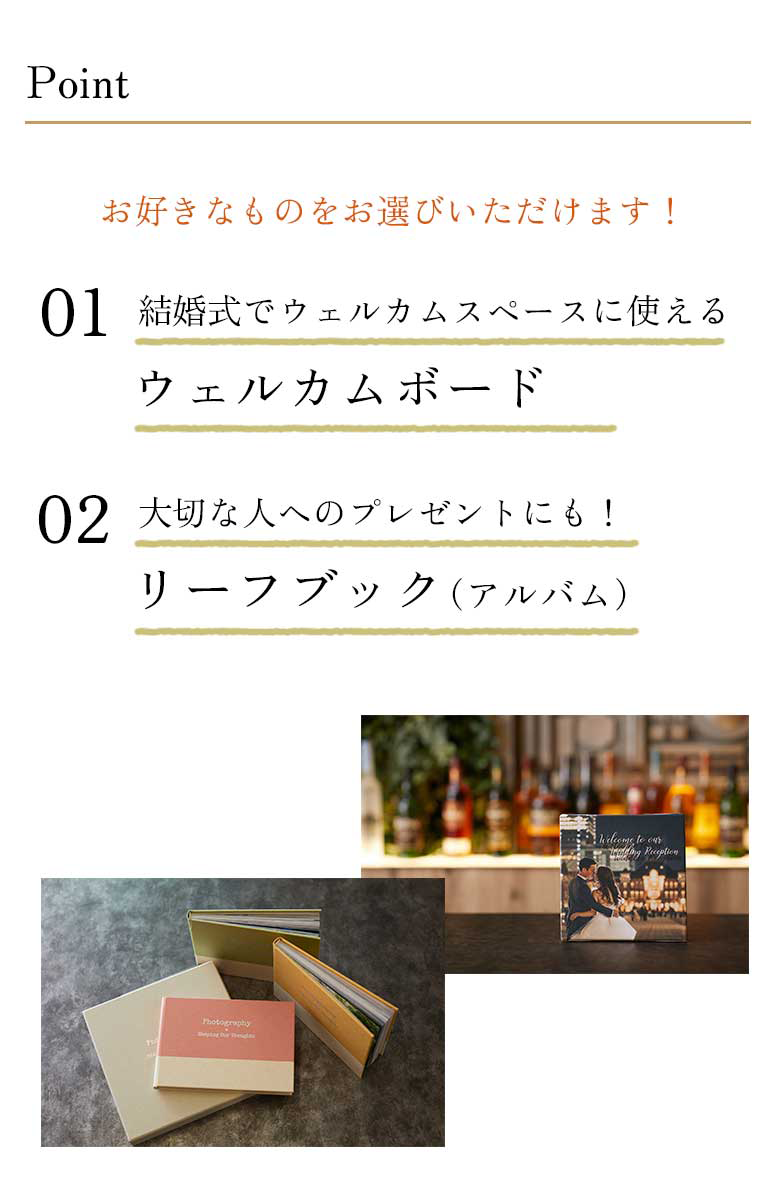 Point
お好きなものをお選びいただけます！
01
結婚式でウェルカムスペースに使える
ウェルカムボード
02
大切な人へのプレゼントにも！
リーフブック（アルバム）
Welcome to our
Wedding Reception
Photography
Keeping Our Thoughts